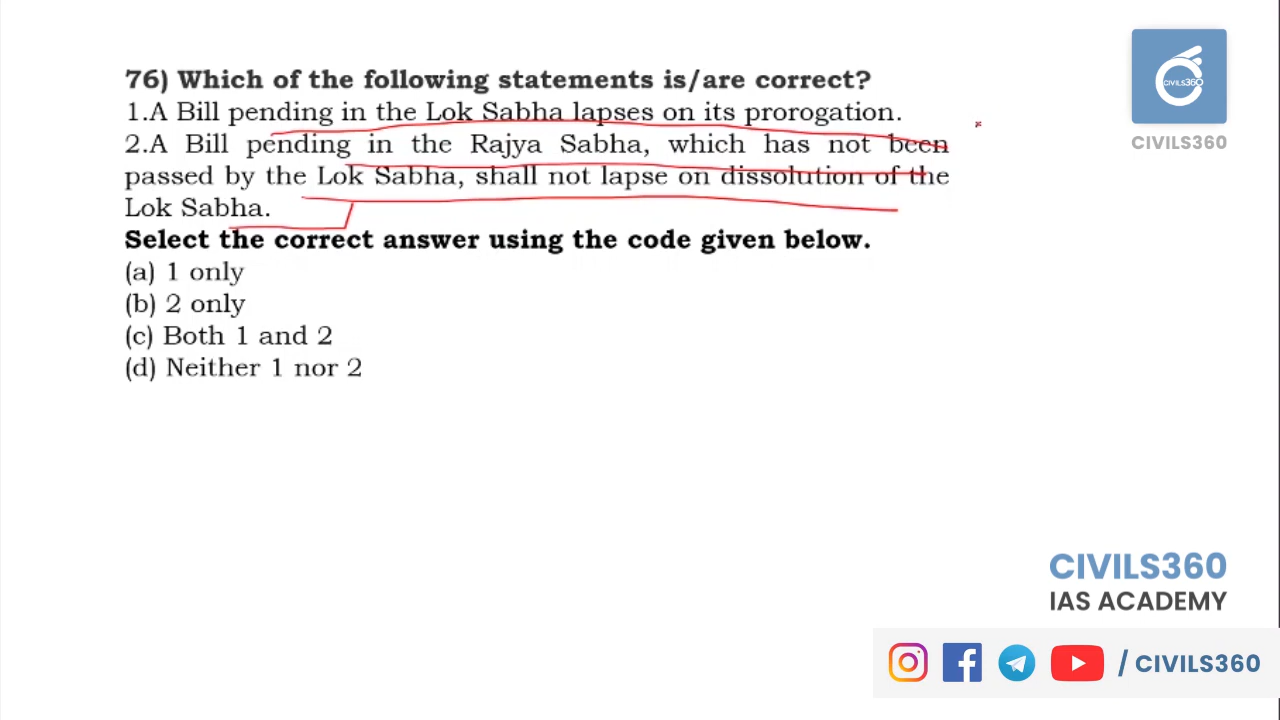 76) Which of the following statements is/are correct?
1.A Bill pending in the Lok Sabha lapses on its prorogation.
2.A Bill pending in the Rajya Sabha, which has not been
passed by the Lok Sabha, shall not lapse on dissolution of the
Lok Sabha.
Select the correct answer using the code given below.
(a) 1 only
(b) 2 only
(c) Both 1 and 2
(d) Neither 1 nor 2
CIVILS360
CIVILS360
CIVILS360
IAS ACADEMY
/ CIVILS360